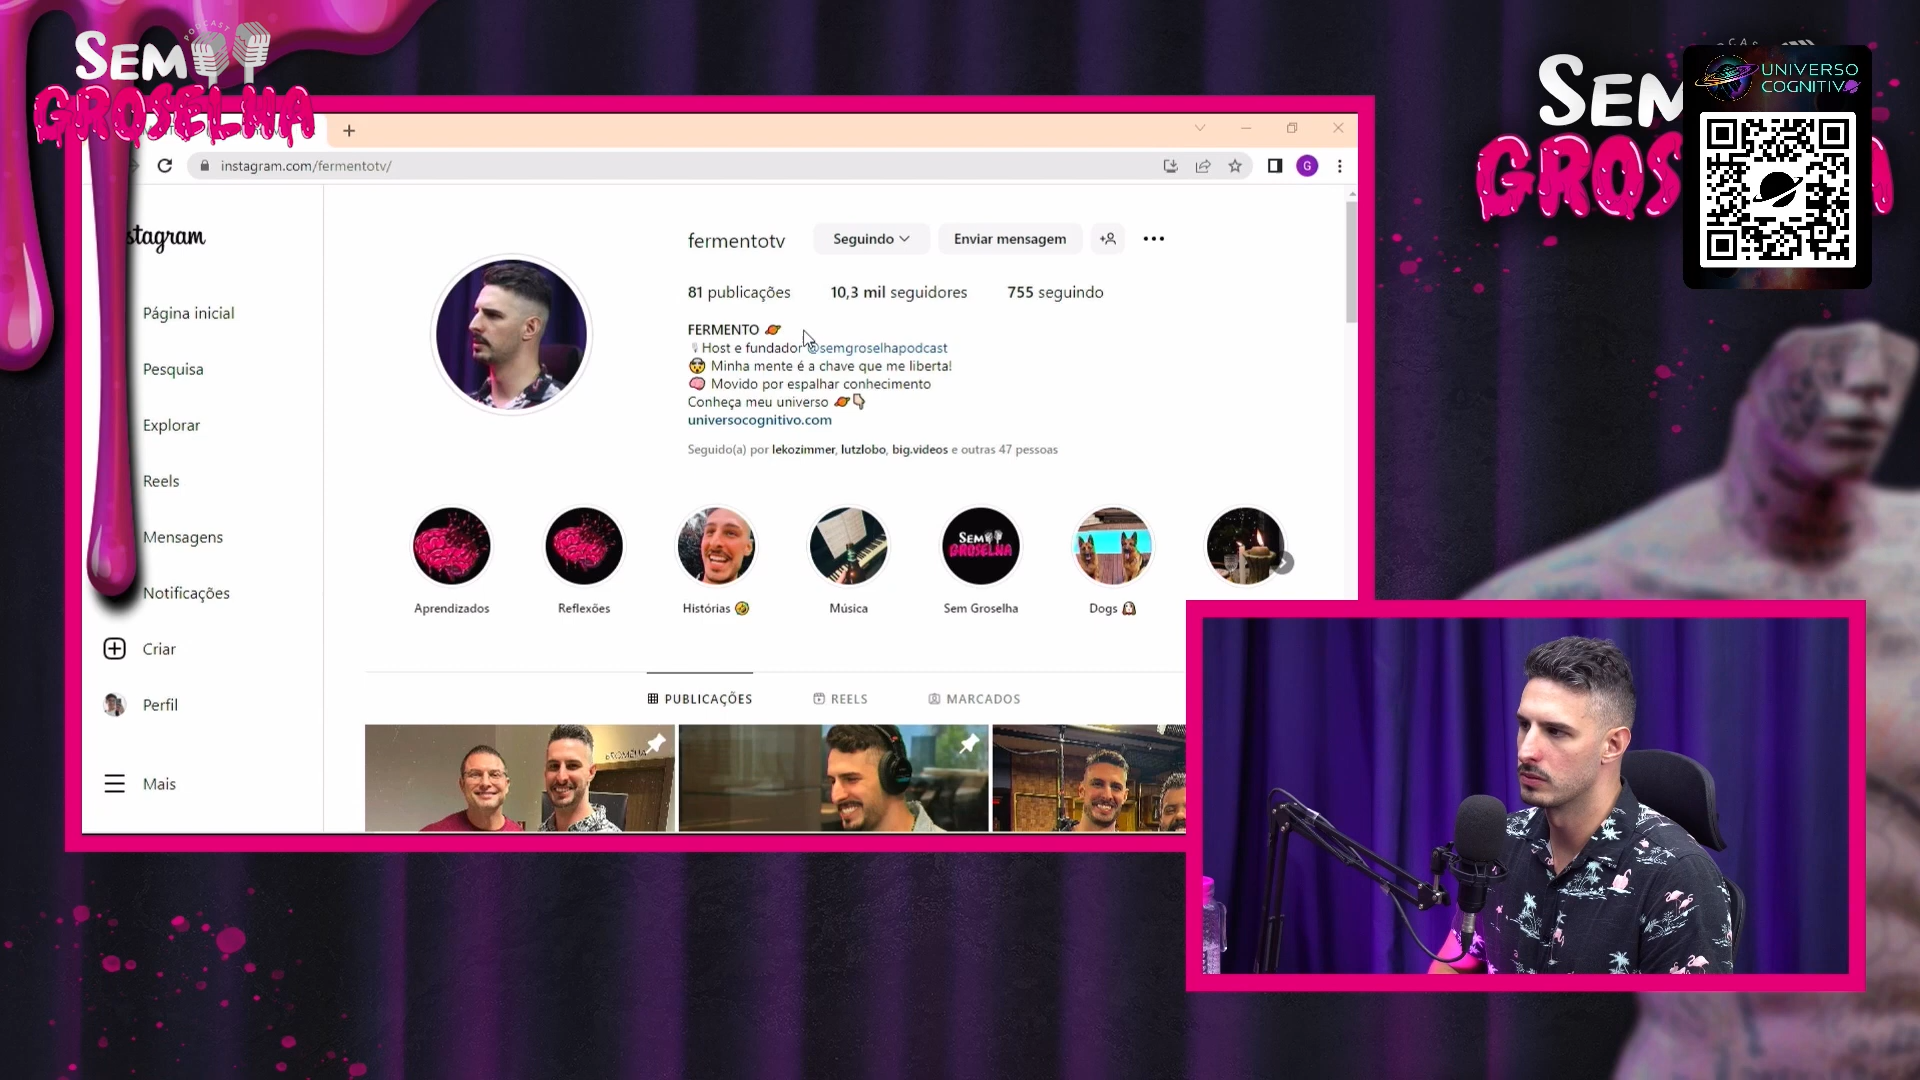 PODCAST
SEM
GROSELHA
SEM
GROS
UNIVERSO
COGNITIVO
instagram.com/fermentotv/
G
stagram
Página inicial
Pesquisa
Explorar
Reels
Mensagens
Notificações
Criar
Perfil
Mais
fermentotv
Seguindo
Enviar mensagem
81 publicações
10,3 mil seguidores
755 seguindo
FERMENTO 🪐
🎙Host e fundador @semgroselhapodcast
🤯 Minha mente é a chave que me liberta!
🧠 Movido por espalhar conhecimento
Conheça meu universo 🪐👇🏻
universocognitivo.com
Seguido(a) por lekozimmer, lutzlobo, big.videos e outras 47 pessoas
SEM
GROSELHA
Aprendizados
Reflexões
Histórias 🤣
Música
Sem Groselha
Dogs 🐶
PUBLICAÇÕES
REELS
MARCADOS